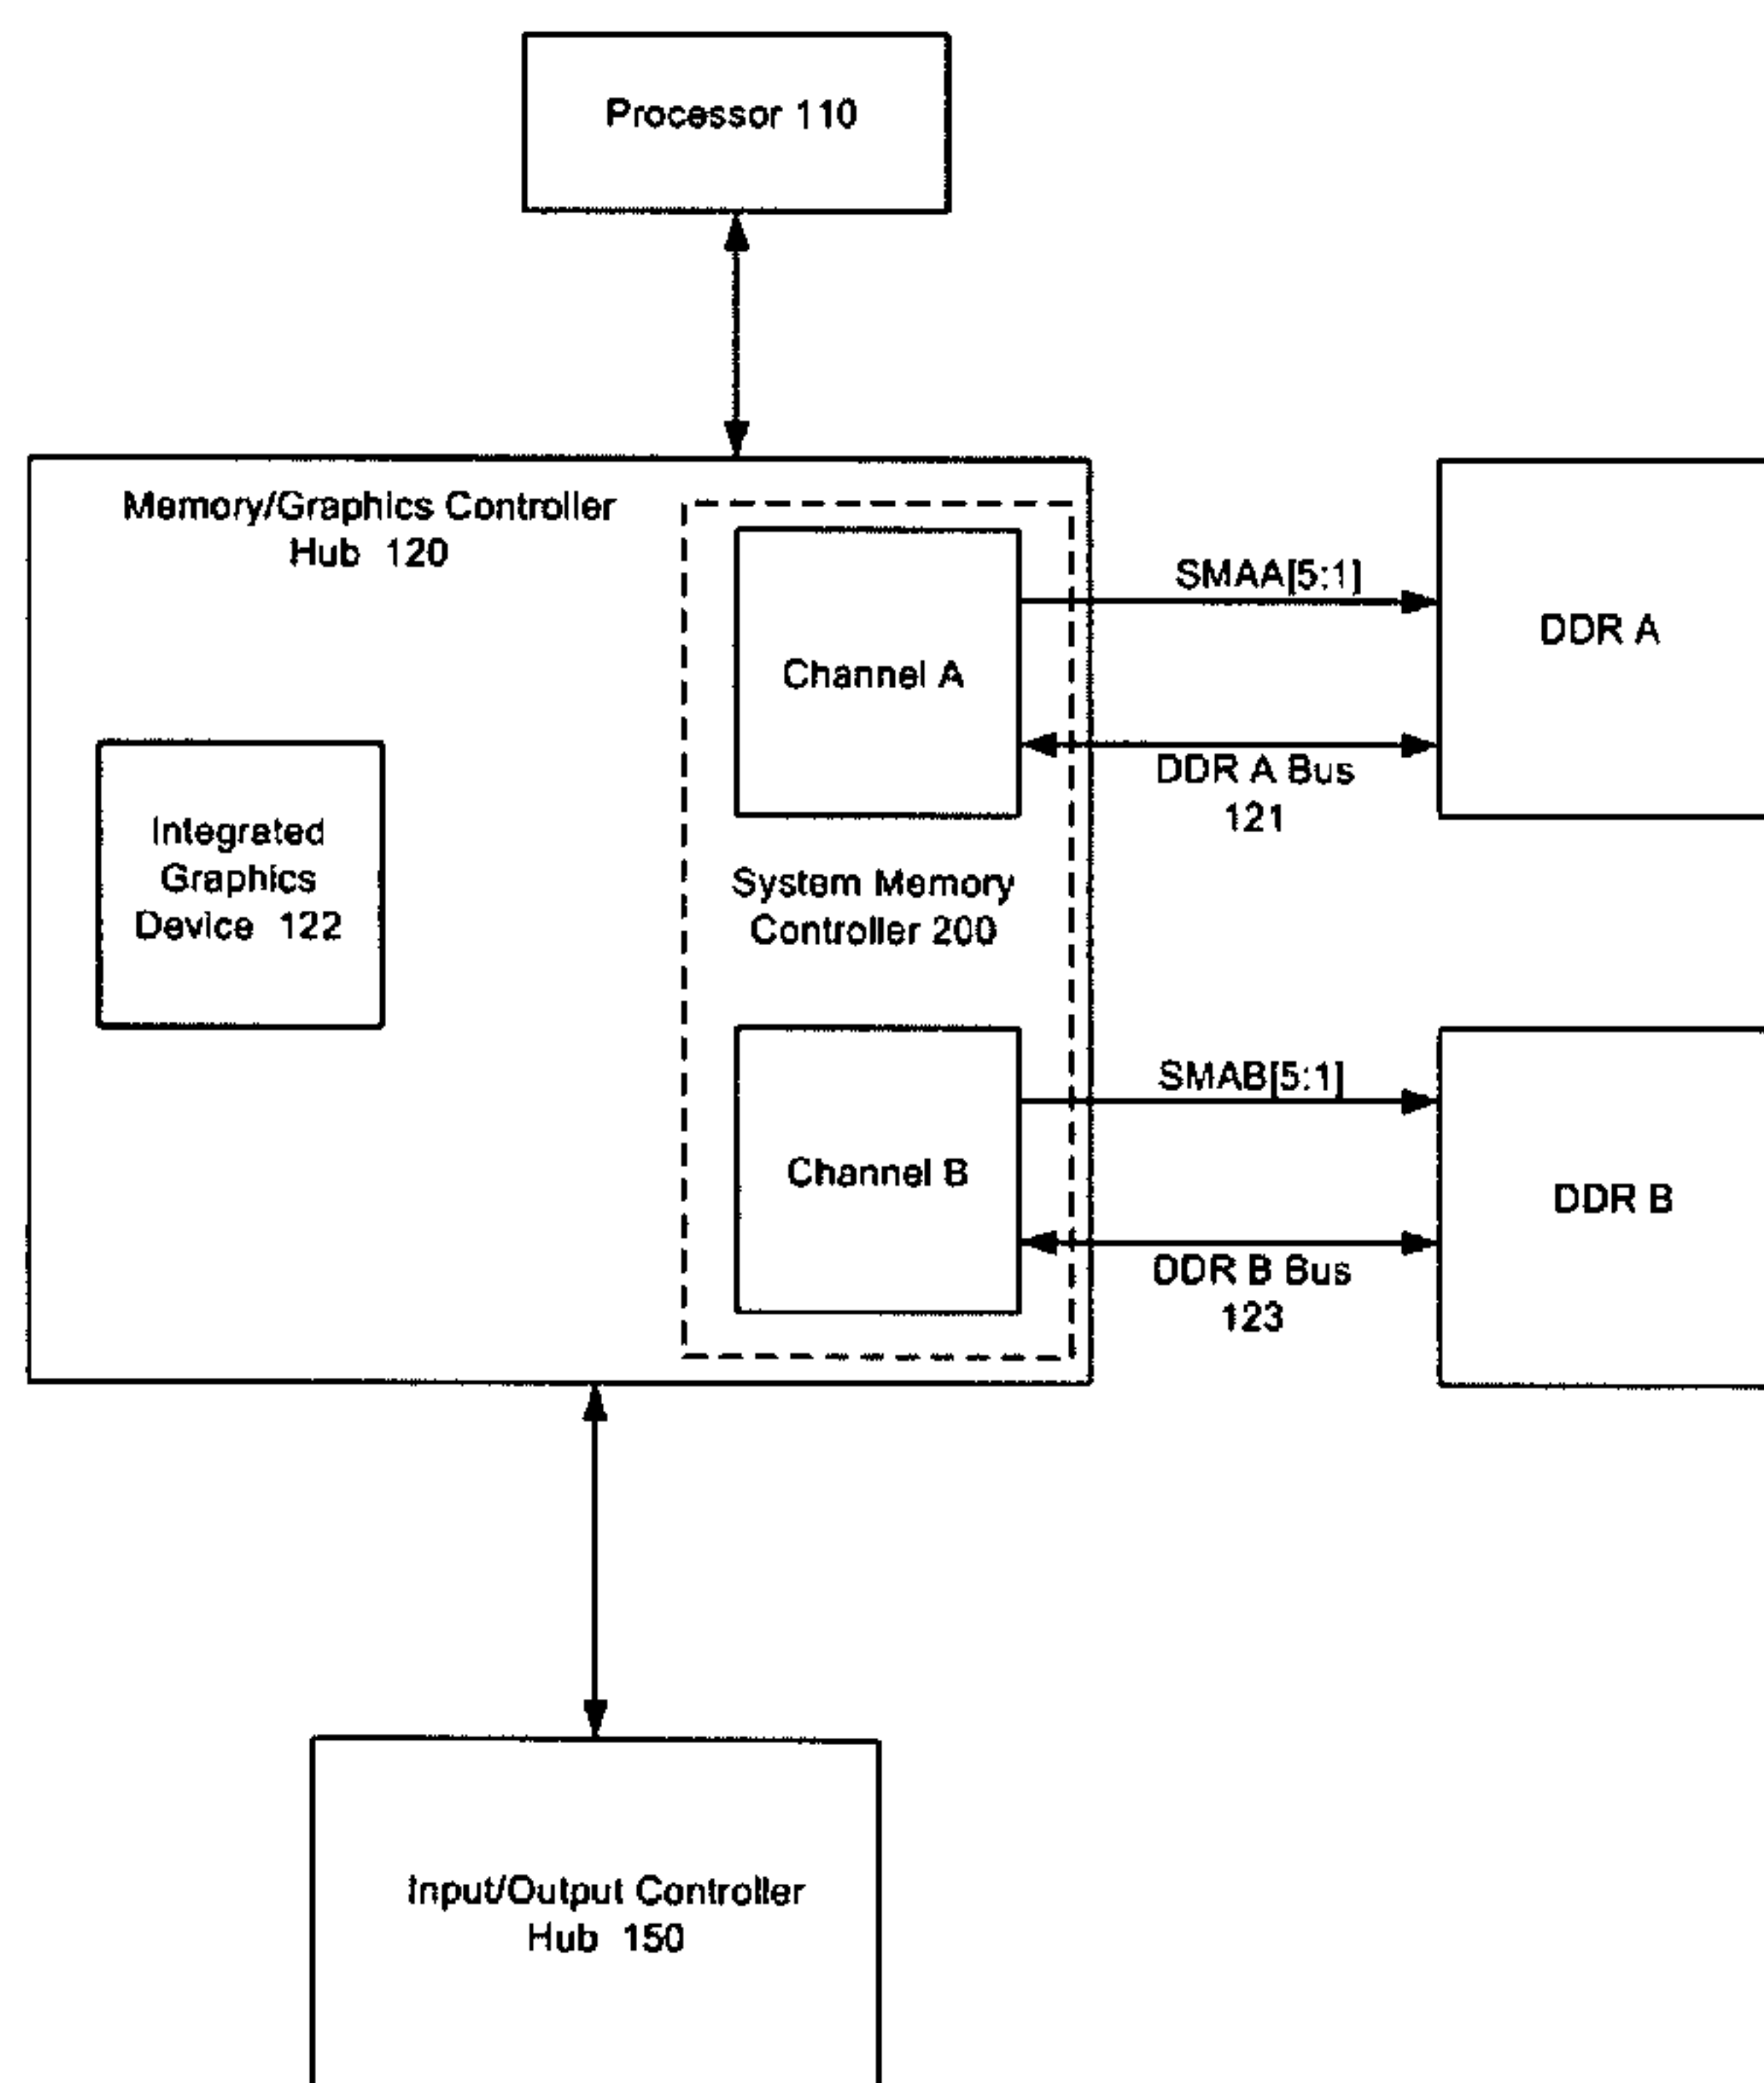 Processor 110
Memory/Graphics Controller
Hub 120
SMAA[5:1]
DDR A
Channel A
DDR A Bus
121
Integrated
Graphics
Device 122
System Memory
Controller 200
SMAB[5:1]
Channel B
DDR B
DDR B Bus
123
Input/Output Controller
Hub 150